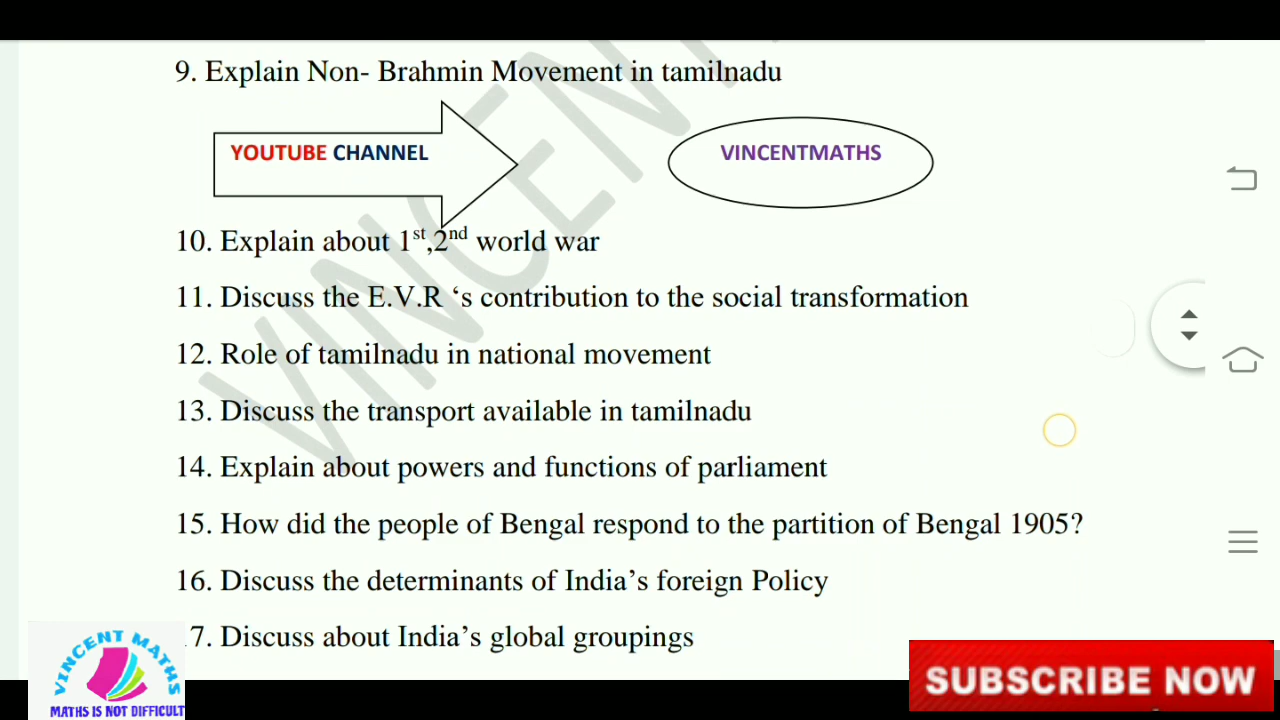 9. Explain Non- Brahmin Movement in tamilnadu
YOUTUBE CHANNEL
VINCENTMATHS
10. Explain about 1st,2nd world war
11. Discuss the E.V.R ‘s contribution to the social transformation
12. Role of tamilnadu in national movement
13. Discuss the transport available in tamilnadu
14. Explain about powers and functions of parliament
15. How did the people of Bengal respond to the partition of Bengal 1905?
16. Discuss the determinants of India’s foreign Policy
7. Discuss about India’s global groupings
VINCENT MATHS
MATHS IS NOT DIFFICULT
SUBSCRIBE NOW
VINCENT